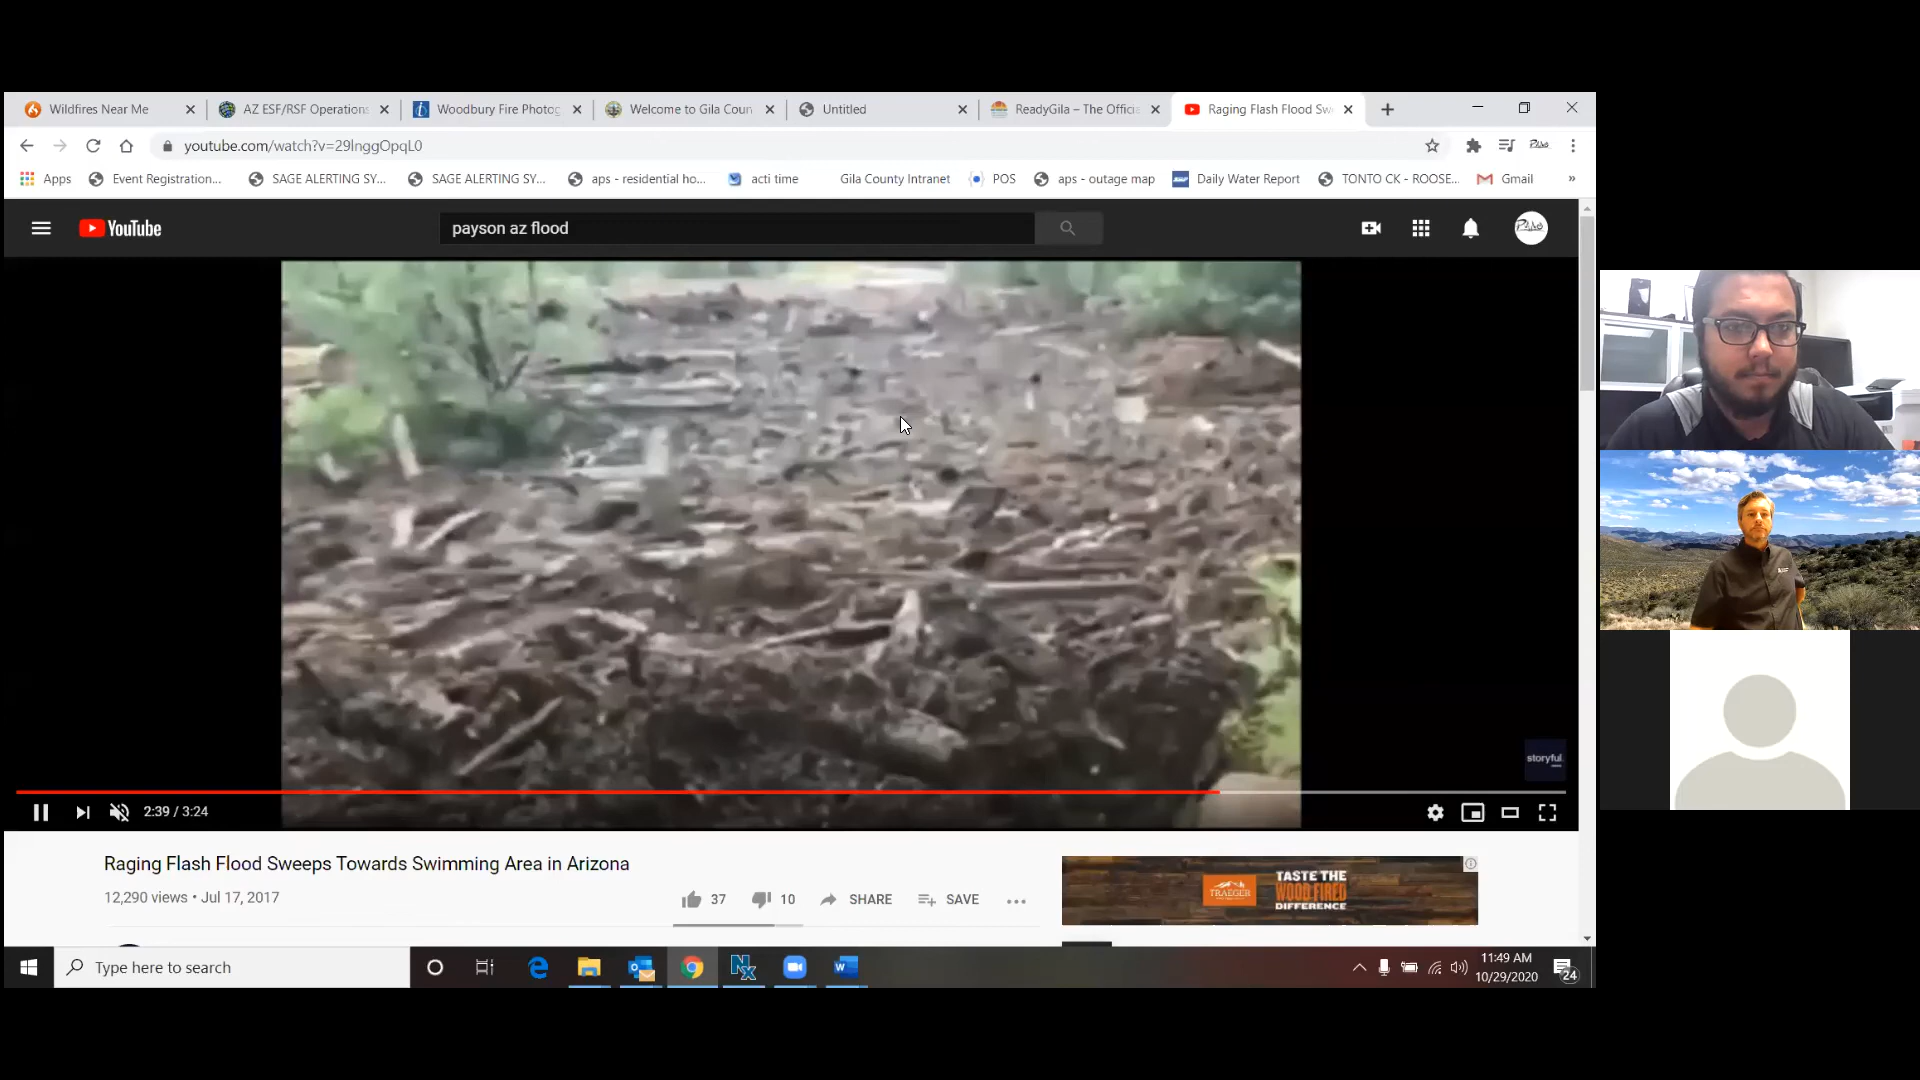 Wildfires Near Me
AZ ESF/RSF Operations
Woodbury Fire Photog
Welcome to Gila Coun
Untitled
ReadyGila – The Offici
Raging Flash Flood Sw
youtube.com/watch?v=29lnggOpqL0
Apps
Event Registration...
SAGE ALERTING SY...
SAGE ALERTING SY...
aps - residential ho...
acti time
Gila County Intranet
POS
aps - outage map
Daily Water Report
TONTO CK - ROOSE...
Gmail
»
YouTube
payson az flood
storyful
2:39 / 3:24
Raging Flash Flood Sweeps Towards Swimming Area in Arizona
12,290 views • Jul 17, 2017
37
10
SHARE
SAVE
TRAEGER
TASTE THE
WOOD FIRED
DIFFERENCE
Type here to search
11:49 AM
10/29/2020
24